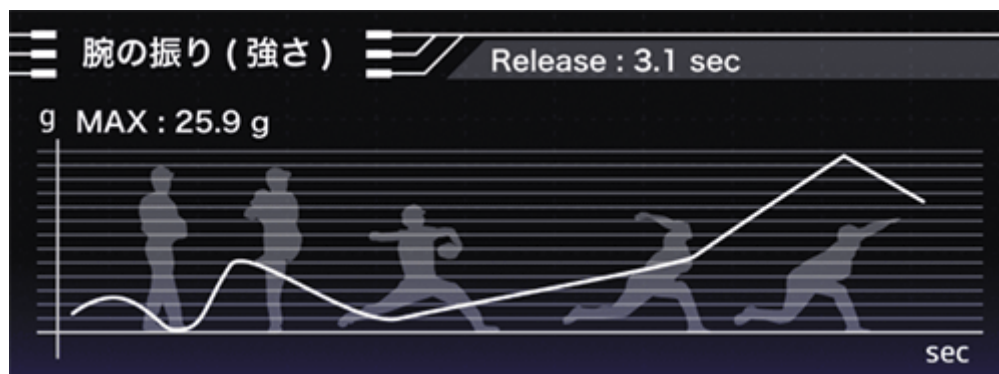 腕の振り ( 強さ )
Release : 3.1 sec
g MAX : 25.9 g
sec